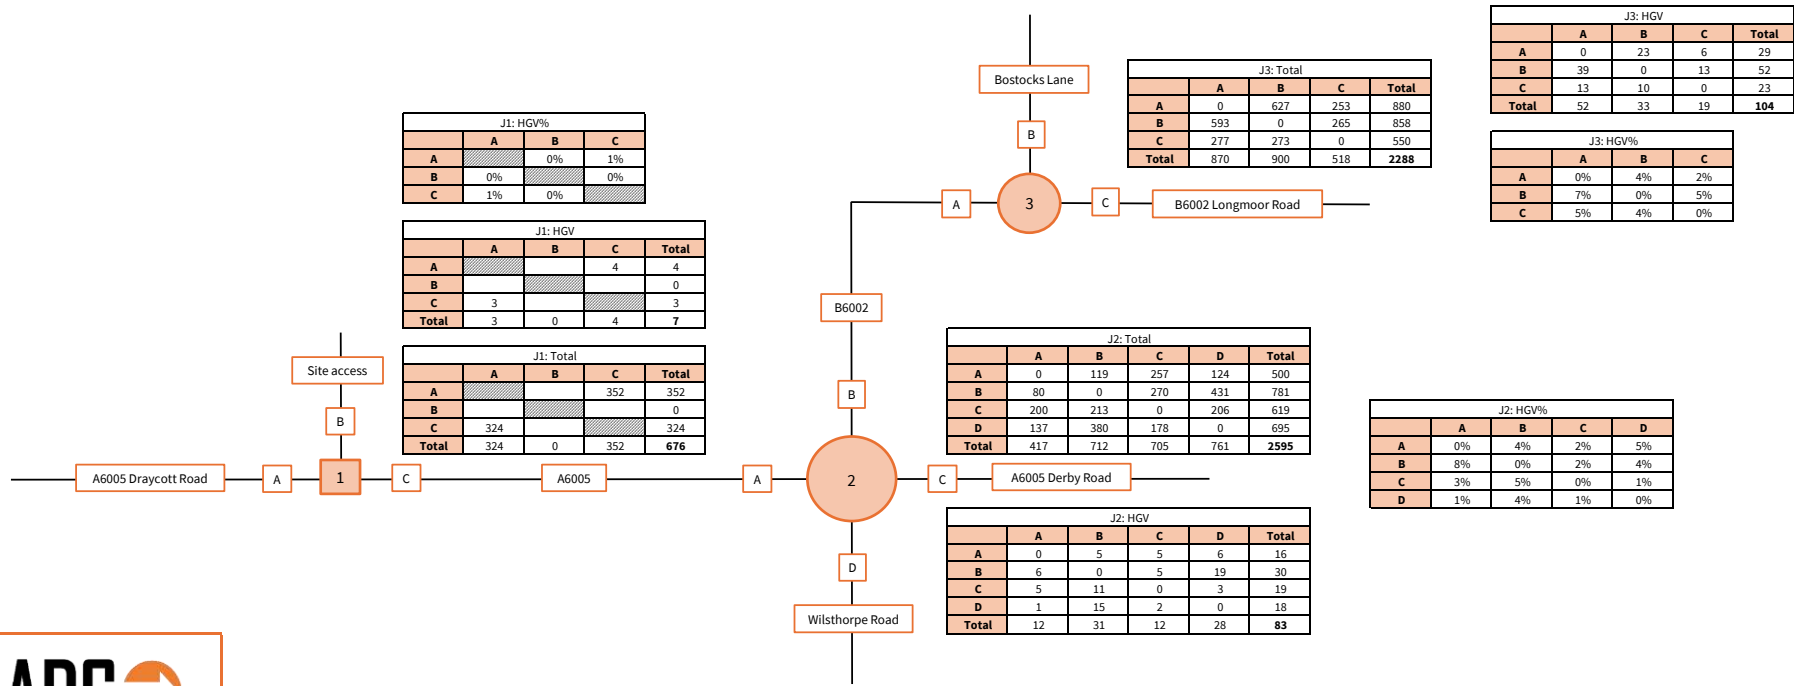 J3: HGV
A B C Total
A 0 23 6 29
B 39 0 13 52
C 13 10 0 23
Total 52 33 19 104
Bostocks Lane
J3: Total
A B C Total
A 0 627 253 880
B 593 0 265 858
C 277 273 0 550
Total 870 900 518 2288
J1: HGV%
A B C
A 0% 1%
B 0% 0%
C 1% 0%
B
J3: HGV%
A B C
A 0% 4% 2%
B 7% 0% 5%
C 5% 4% 0%
A 3 C B6002 Longmoor Road
J1: HGV
A B C Total
A 4 4
B 0
C 3 3
Total 3 0 4 7
B6002
J1: Total
A B C Total
A 352 352
B 0
C 324 324
Total 324 0 352 676
Site access
B
J2: Total
A B C D Total
A 0 119 257 124 500
B 80 0 270 431 781
C 200 213 0 206 619
D 137 380 178 0 695
Total 417 712 705 761 2595
B
J2: HGV%
A B C D
A 0% 4% 2% 5%
B 8% 0% 2% 4%
C 3% 5% 0% 1%
D 1% 4% 1% 0%
A6005 Draycott Road A 1 C A6005 A 2 C A6005 Derby Road
J2: HGV
A B C D Total
A 0 5 5 6 16
B 6 0 5 19 30
C 5 11 0 3 19
D 1 15 2 0 18
Total 12 31 12 28 83
D
Wilsthorpe Road